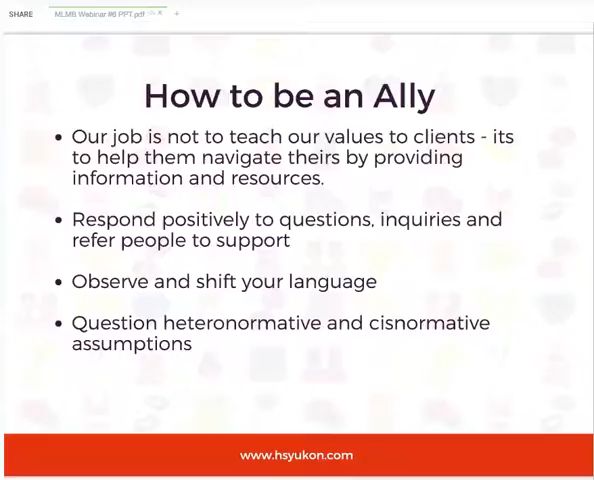 SHARE
MLMB Webinar #6 PPT.pdf
How to be an Ally
• Our job is not to teach our values to clients - its
to help them navigate theirs by providing
information and resources.
• Respond positively to questions, inquiries and
refer people to support
• Observe and shift your language
• Question heteronormative and cisnormative
assumptions
www.hsyukon.com